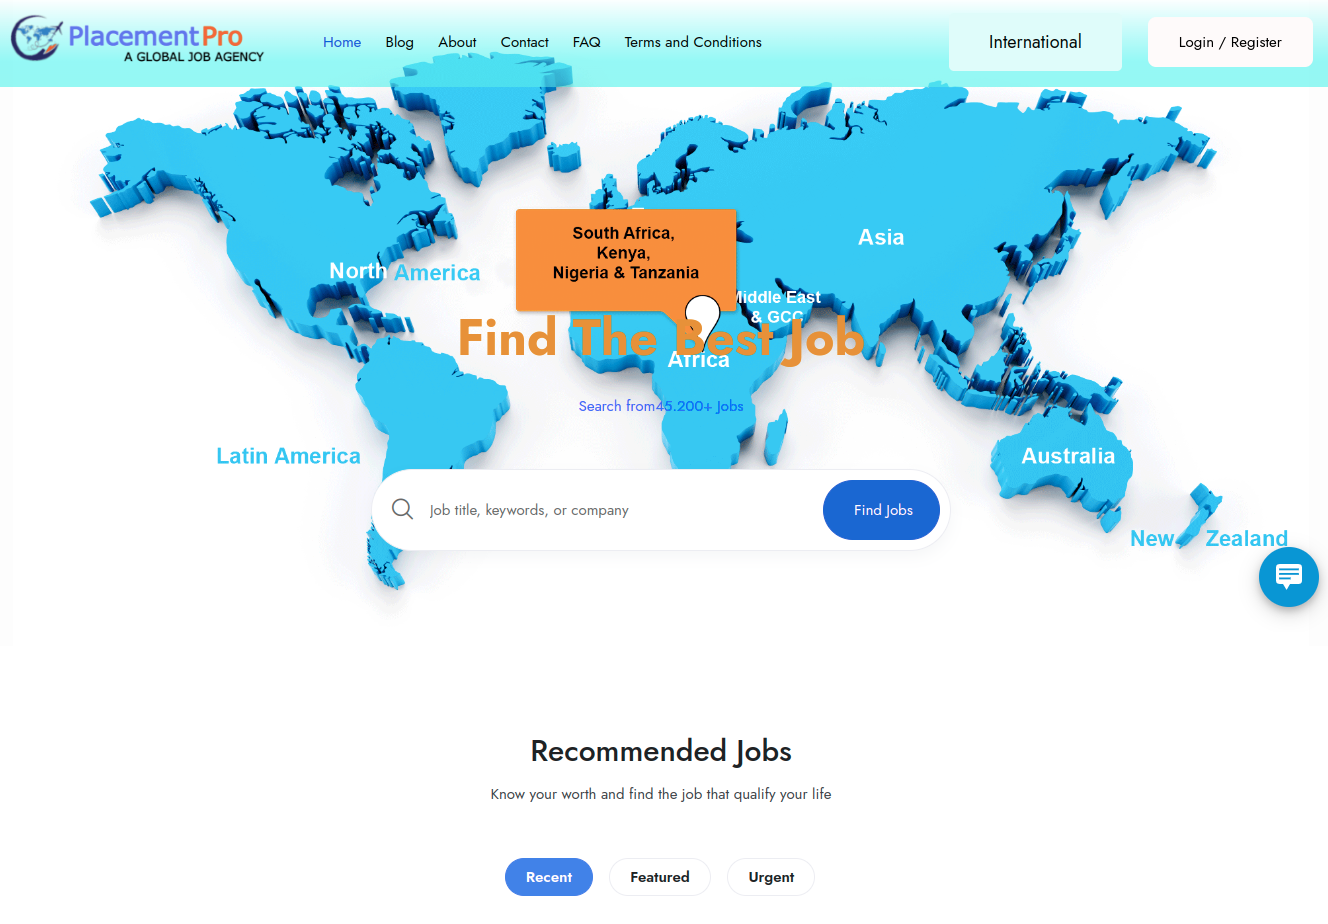 PlacementPro
A GLOBAL JOB AGENCY
Home
Blog
About
Contact
FAQ
Terms and Conditions
International
Login / Register
South Africa,
Kenya,
Nigeria & Tanzania
Asia
North America
Middle East
& GCC
Find The Best Job
Africa
Search from45.200+ Jobs
Latin America
Australia
Job title, keywords, or company
Find Jobs
New Zealand
Recommended Jobs
Know your worth and find the job that qualify your life
Recent
Featured
Urgent